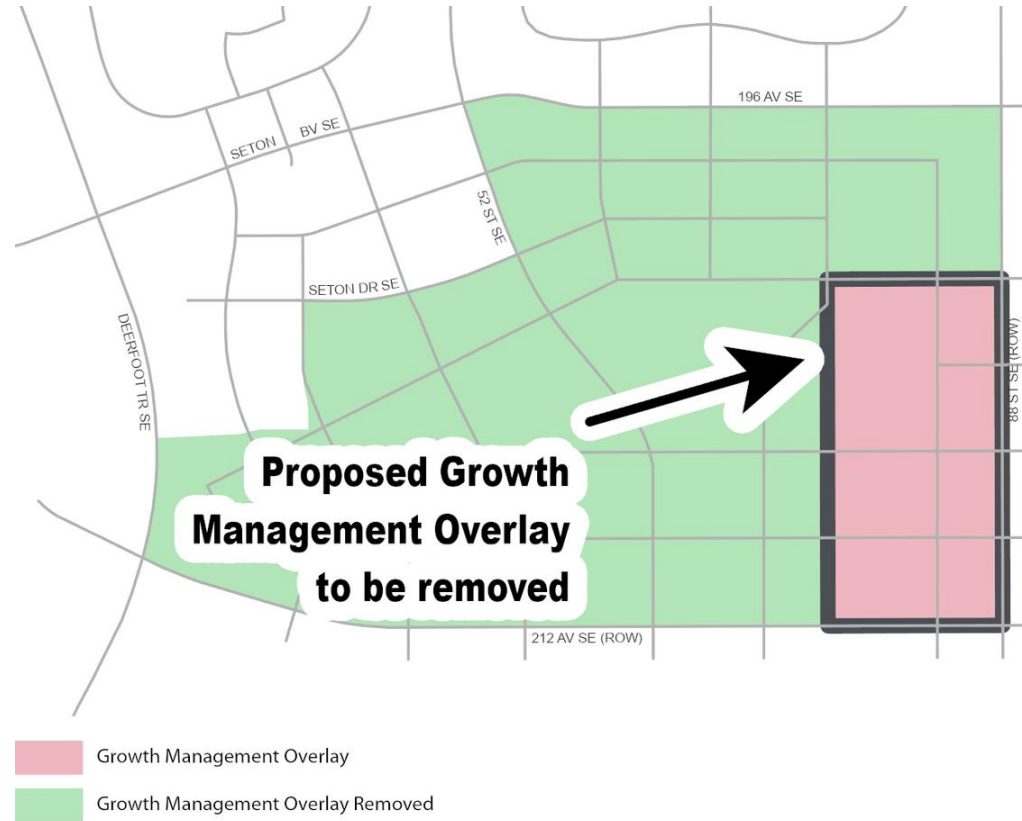 196 AV SE
SETON BV SE
52 ST SE
SETON DR SE
DEERFOOT TR SE
88 ST SE (ROW)
Proposed Growth
Management Overlay
to be removed
212 AV SE (ROW)
Growth Management Overlay
Growth Management Overlay Removed